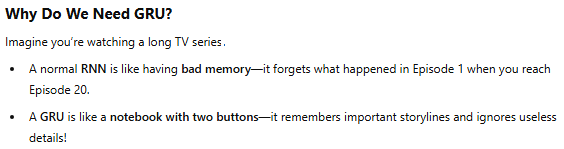 Why Do We Need GRU?
Imagine you're watching a long TV series.
• A normal RNN is like having bad memory—it forgets what happened in Episode 1 when you reach
Episode 20.
• A GRU is like a notebook with two buttons—it remembers important storylines and ignores useless
details!